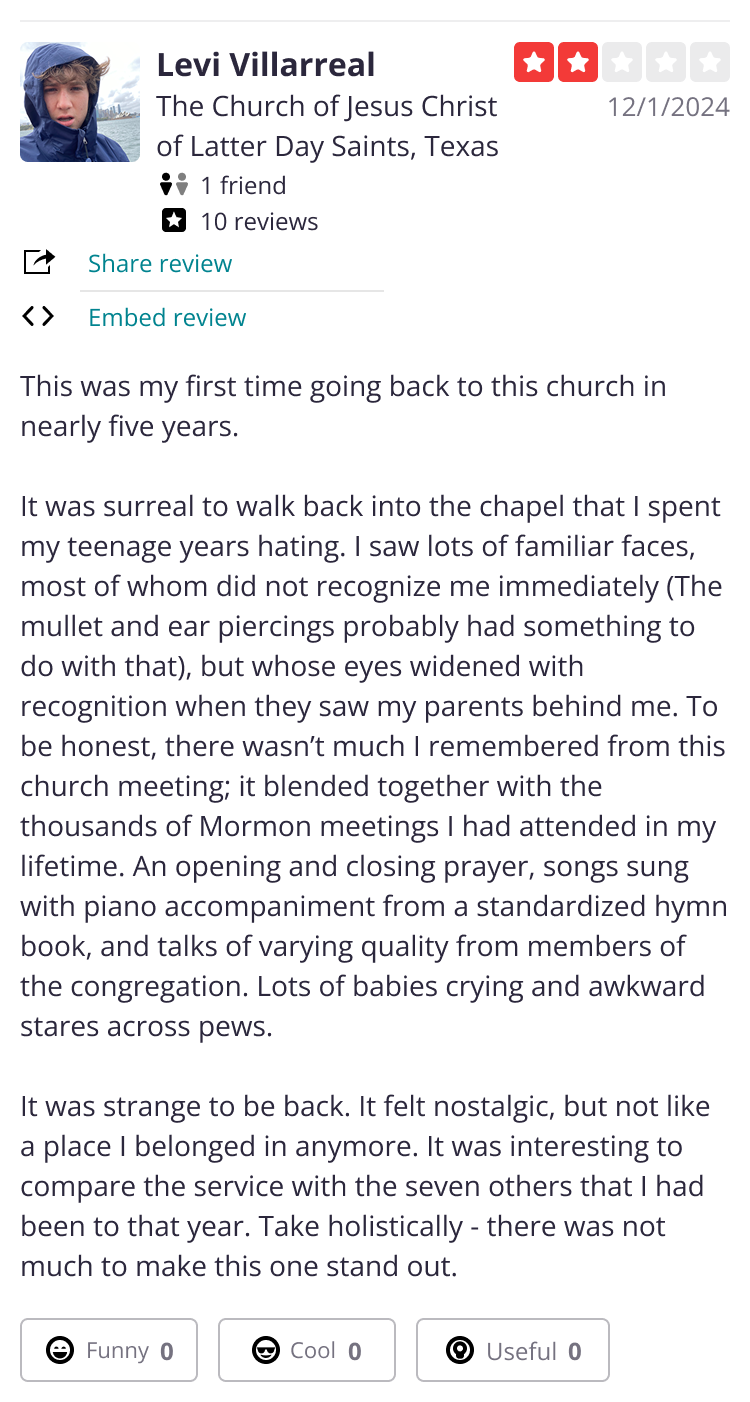 Levi Villarreal
The Church of Jesus Christ
of Latter Day Saints, Texas
12/1/2024
1 friend
10 reviews
Share review
Embed review
This was my first time going back to this church in
nearly five years.
It was surreal to walk back into the chapel that I spent
my teenage years hating. I saw lots of familiar faces,
most of whom did not recognize me immediately (The
mullet and ear piercings probably had something to
do with that), but whose eyes widened with
recognition when they saw my parents behind me. To
be honest, there wasn’t much I remembered from this
church meeting; it blended together with the
thousands of Mormon meetings I had attended in my
lifetime. An opening and closing prayer, songs sung
with piano accompaniment from a standardized hymn
book, and talks of varying quality from members of
the congregation. Lots of babies crying and awkward
stares across pews.
It was strange to be back. It felt nostalgic, but not like
a place I belonged in anymore. It was interesting to
compare the service with the seven others that I had
been to that year. Take holistically - there was not
much to make this one stand out.
Funny 0
Cool 0
Useful 0